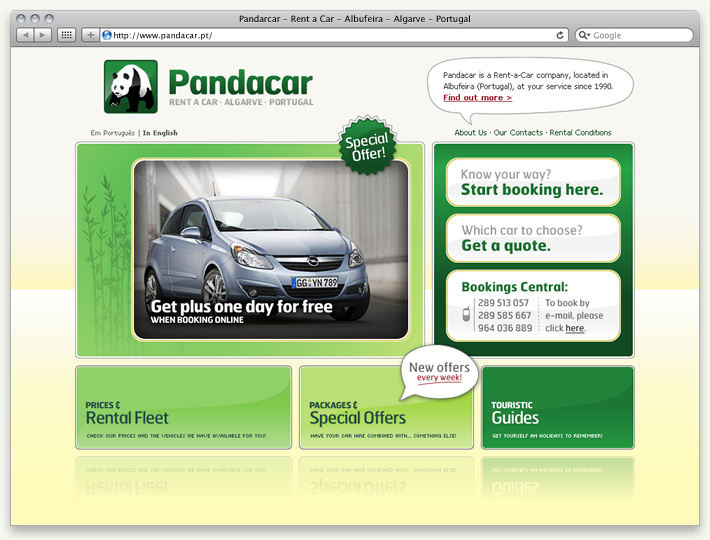 Pandarcar – Rent a Car – Albufeira – Algarve – Portugal
http://www.pandacar.pt/
Google
Pandacar
RENT A CAR · ALGARVE · PORTUGAL
Pandacar is a Rent-a-Car company, located in
Albufeira (Portugal), at your service since 1990.
Find out more >
Em Português | In English
About Us · Our Contacts · Rental Conditions
Special
Offer!
GG·YN 789
Get plus one day for free
WHEN BOOKING ONLINE
Know your way?
Start booking here.
Which car to choose?
Get a quote.
Bookings Central:
289 513 057
289 585 667
964 036 889
To book by
e-mail, please
click here.
New offers
every week!
PRICES &
Rental Fleet
CHECK OUR PRICES AND THE VEHICLES WE HAVE AVAILABLE FOR YOU!
PACKAGES &
Special Offers
HAVE YOUR CAR HIRE COMBINED WITH... SOMETHING ELSE!
TOURISTIC
Guides
GET YOURSELF AN HOLIDAYS TO REMEMBER!
Rental Fleet
Special Offers
Guides